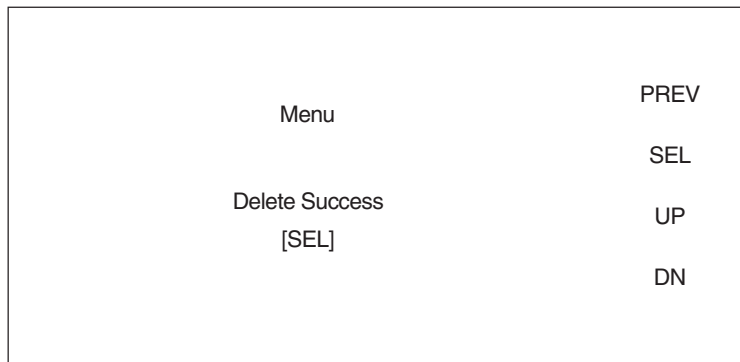 Menu
Delete Success
[SEL]
PREV
SEL
UP
DN